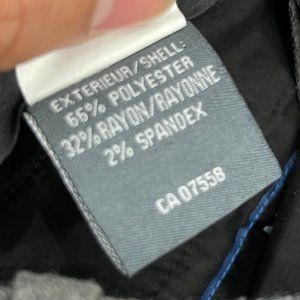 EXTERIEUR/SHELL:
66% POLYESTER
32% RAYON/RAYONNE
2% SPANDEX
CA 07558